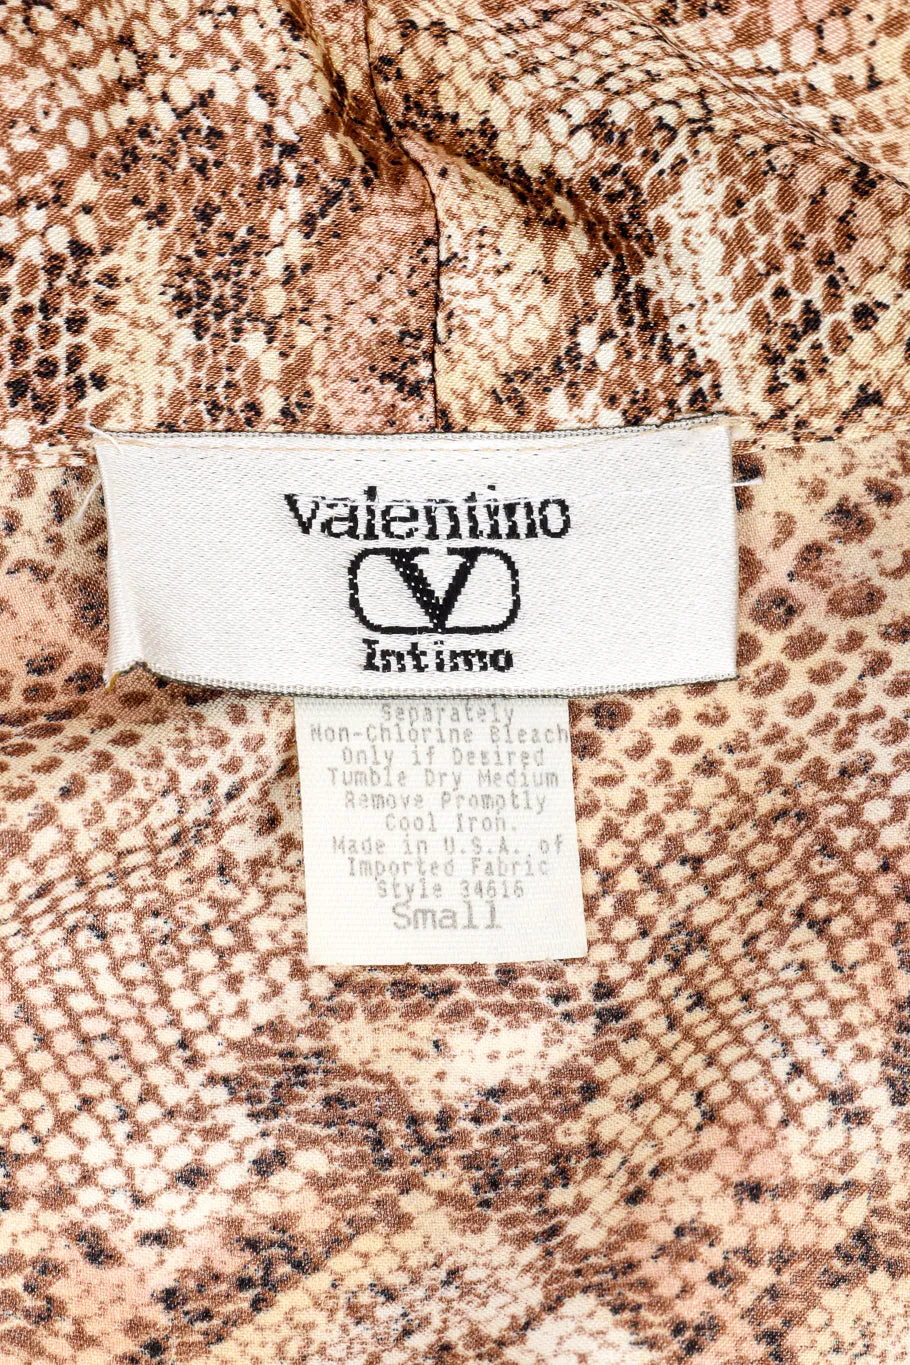 valentino
V
Intimo
Separately
Non-Chlorine Bleach
Only if Desired
Tumble Dry Medium
Remove Promptly
Cool Iron.
Made in U.S.A. of
Imported Fabric
Style 34616
Small